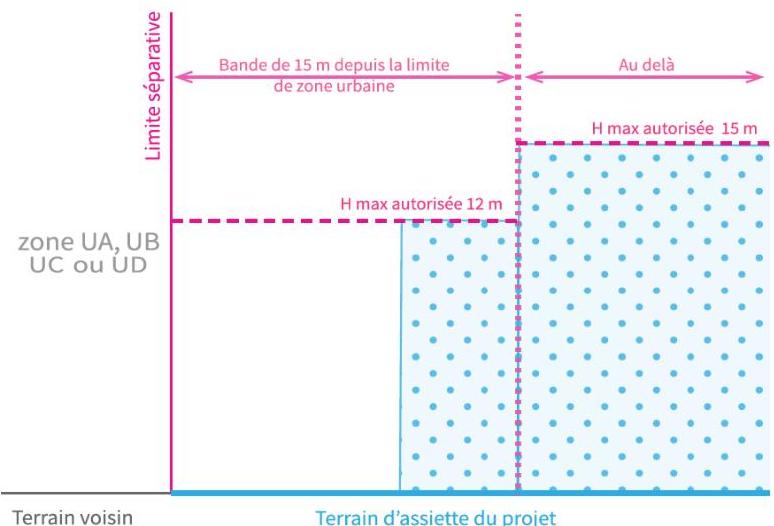 Limite séparative
Bande de 15 m depuis la limite
de zone urbaine
Au delà
H max autorisée 15 m
H max autorisée 12 m
zone UA, UB
UC ou UD
Terrain voisin
Terrain d'assiette du projet